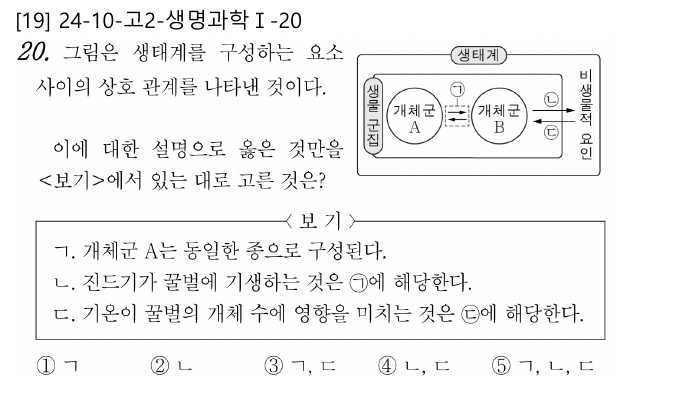 [19] 24-10-고2-생명과학Ⅰ-20
20. 그림은 생태계를 구성하는 요소
사이의 상호 관계를 나타낸 것이다.
이에 대한 설명으로 옳은 것만을
<보기>에서 있는 대로 고른 것은?
생태계
생물 군집
개체군
A
㉠
개체군
B
㉡
㉢
비생물적 요인
<보 기>
ㄱ. 개체군 A는 동일한 종으로 구성된다.
ㄴ. 진드기가 꿀벌에 기생하는 것은 ㉠에 해당한다.
ㄷ. 기온이 꿀벌의 개체 수에 영향을 미치는 것은 ㉢에 해당한다.
① ㄱ ② ㄴ ③ ㄱ, ㄷ ④ ㄴ, ㄷ ⑤ ㄱ, ㄴ, ㄷ